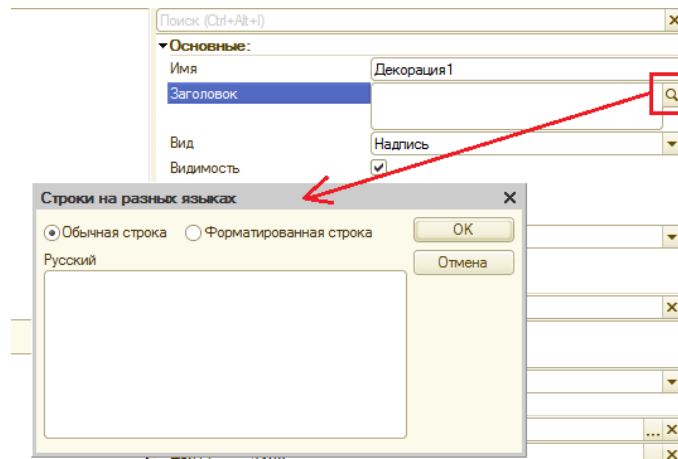 Поиск (Ctrl+Alt+I)
Основные:
Имя
Декорация1
Заголовок
Вид
Надпись
Видимость
Строки на разных языках
Обычная строка
Форматированная строка
OK
Русский
Отмена
...